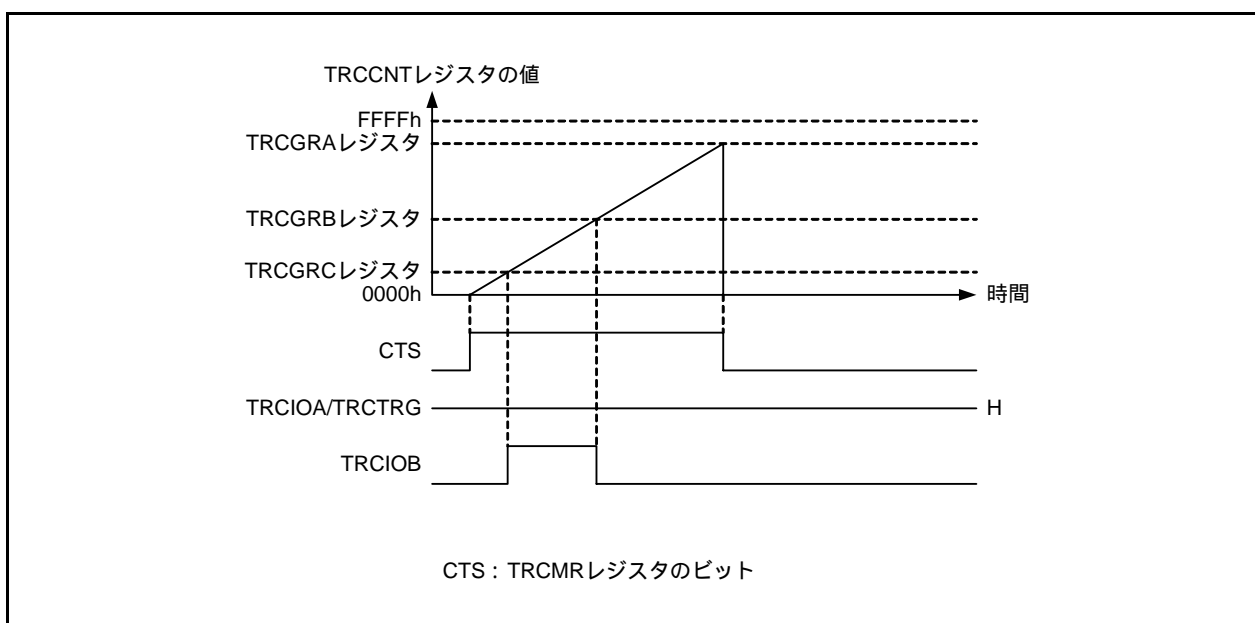 TRCCNTレジスタの値
FFFFh
TRCGRAレジスタ
TRCGRBレジスタ
TRCGRCレジスタ
0000h
時間
CTS
TRCIOA/TRCTRG
H
TRCIOB
CTS : TRCMRレジスタのビット